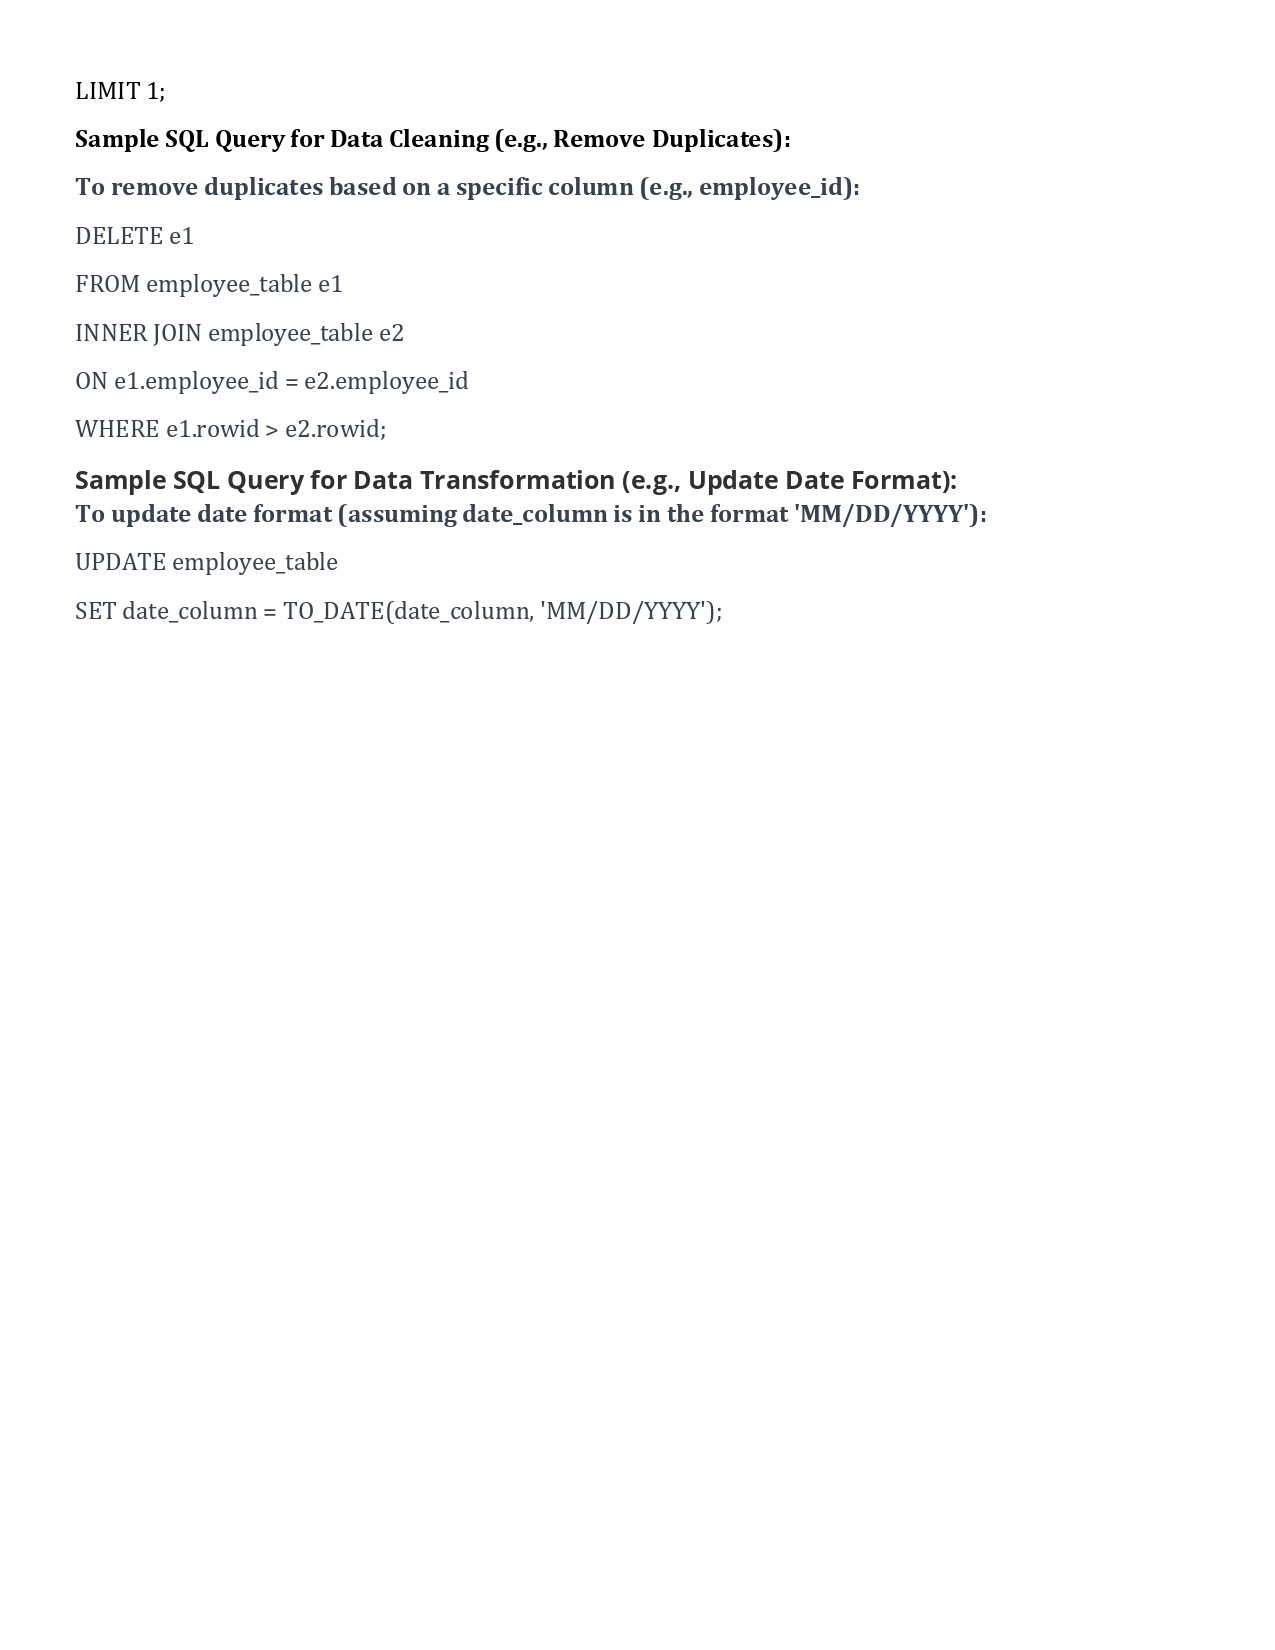 LIMIT 1;
Sample SQL Query for Data Cleaning (e.g., Remove Duplicates):
To remove duplicates based on a specific column (e.g., employee_id):
DELETE e1
FROM employee_table e1
INNER JOIN employee_table e2
ON e1.employee_id = e2.employee_id
WHERE e1.rowid > e2.rowid;
Sample SQL Query for Data Transformation (e.g., Update Date Format):
To update date format (assuming date_column is in the format 'MM/DD/YYYY'):
UPDATE employee_table
SET date_column = TO_DATE(date_column, 'MM/DD/YYYY');